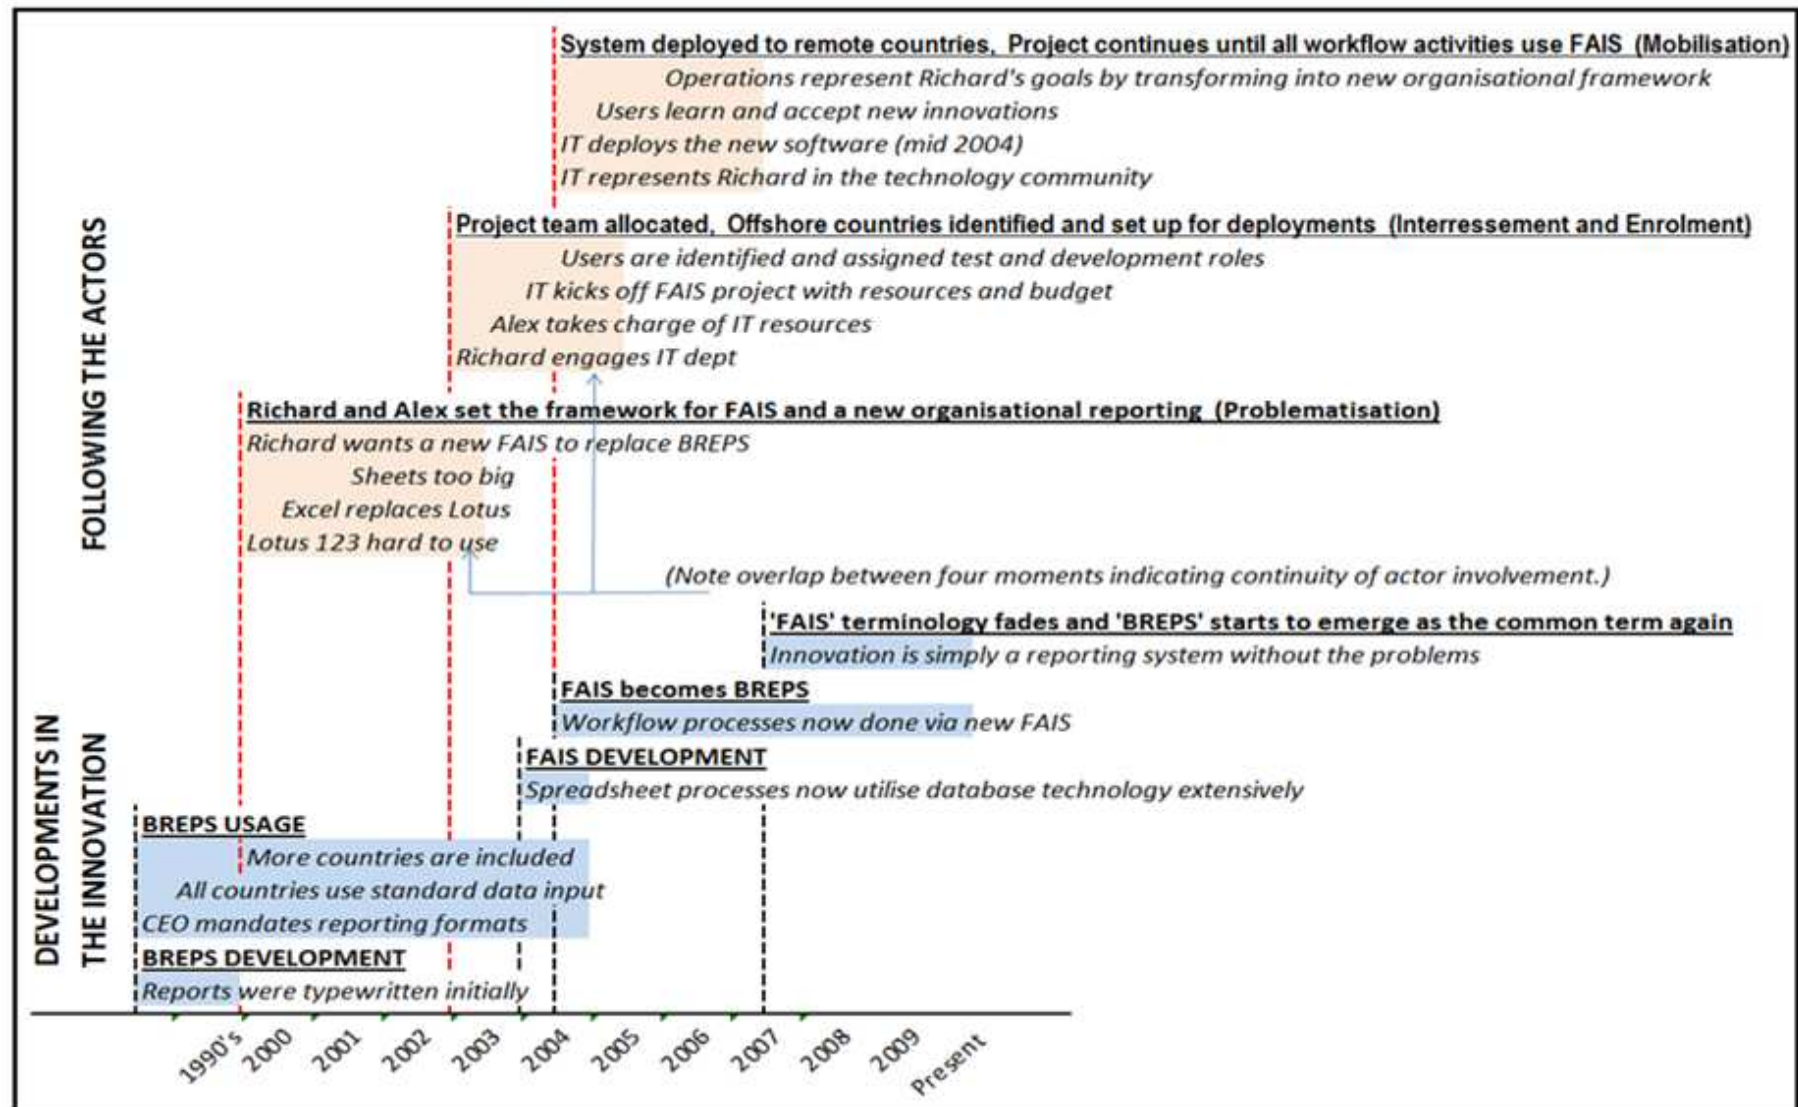 System deployed to remote countries, Project continues until all workflow activities use FAIS (Mobilisation)
Operations represent Richard's goals by transforming into new organisational framework
Users learn and accept new innovations
IT deploys the new software (mid 2004)
IT represents Richard in the technology community
FOLLOWING THE ACTORS
Project team allocated, Offshore countries identified and set up for deployments (Interressement and Enrolment)
Users are identified and assigned test and development roles
IT kicks off FAIS project with resources and budget
Alex takes charge of IT resources
Richard engages IT dept
Richard and Alex set the framework for FAIS and a new organisational reporting (Problematisation)
Richard wants a new FAIS to replace BREPS
Sheets too big
Excel replaces Lotus
Lotus 123 hard to use
(Note overlap between four moments indicating continuity of actor involvement.)
'FAIS' terminology fades and 'BREPS' starts to emerge as the common term again
Innovation is simply a reporting system without the problems
DEVELOPMENTS IN
THE INNOVATION
FAIS becomes BREPS
Workflow processes now done via new FAIS
FAIS DEVELOPMENT
Spreadsheet processes now utilise database technology extensively
BREPS USAGE
More countries are included
All countries use standard data input
CEO mandates reporting formats
BREPS DEVELOPMENT
Reports were typewritten initially
1990's
2000
2001
2002
2003
2004
2005
2006
2007
2008
2009
Present